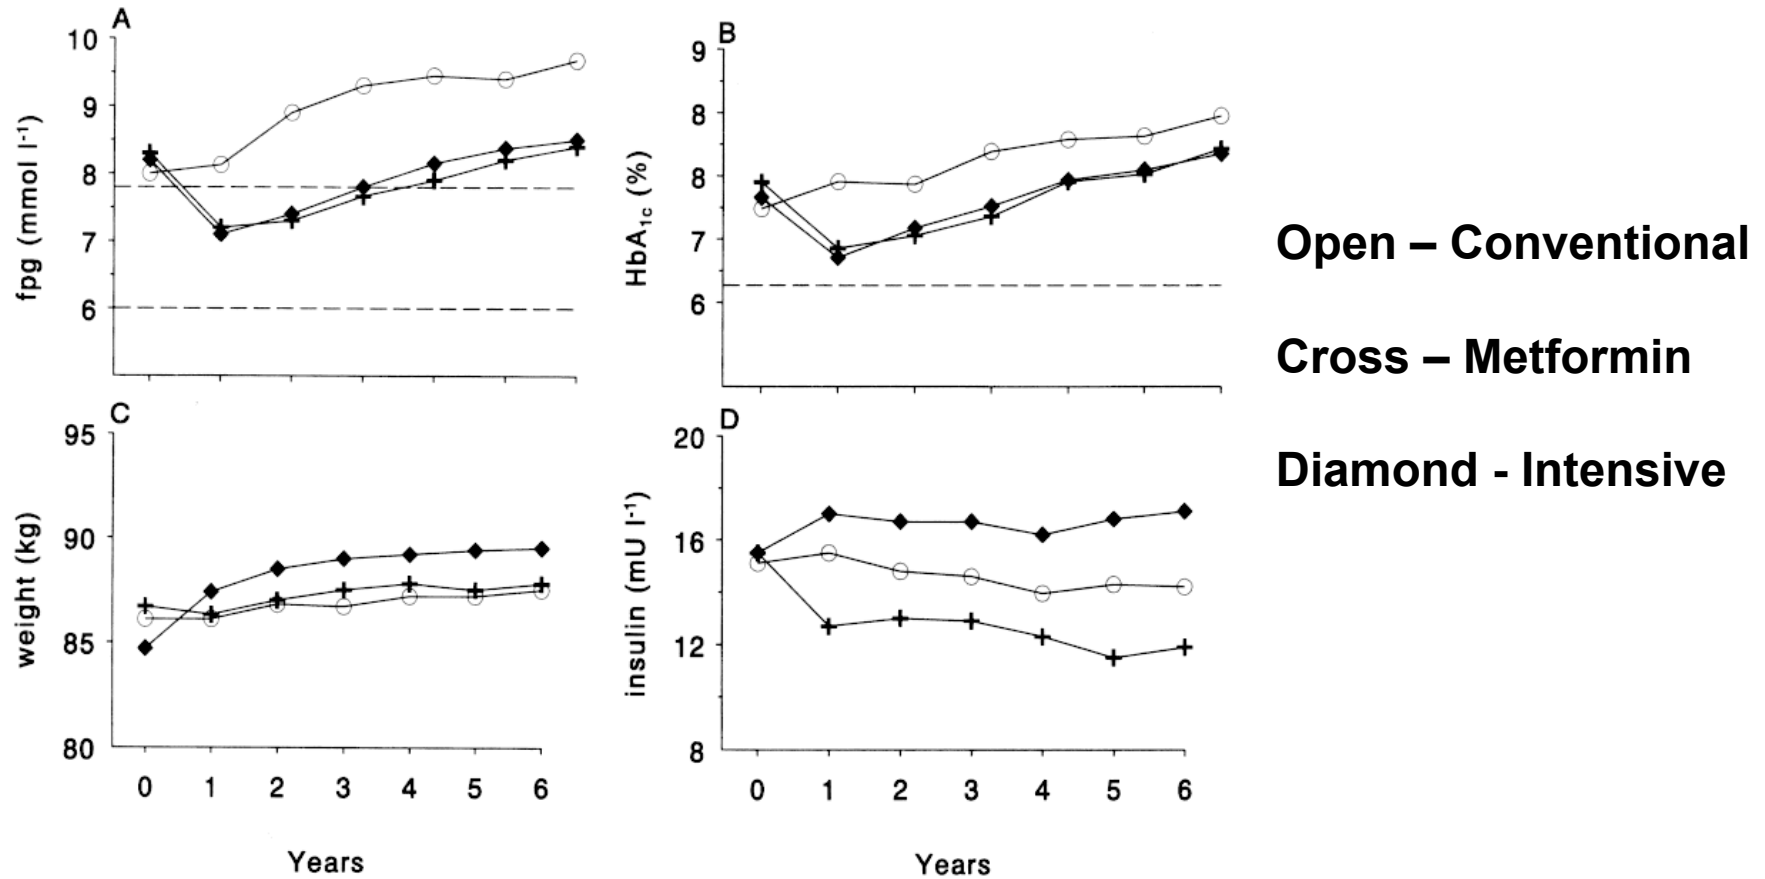 A
10
9
8
7
6
fpg (mmol l⁻¹)
B
9
8
8
7
6
HbA₁c (%)
C
95
90
85
80
weight (kg)
0 1 2 3 4 5 6
Years
D
20
16
12
8
insulin (mU l⁻¹)
0 1 2 3 4 5 6
Years
Open – Conventional
Cross – Metformin
Diamond - Intensive